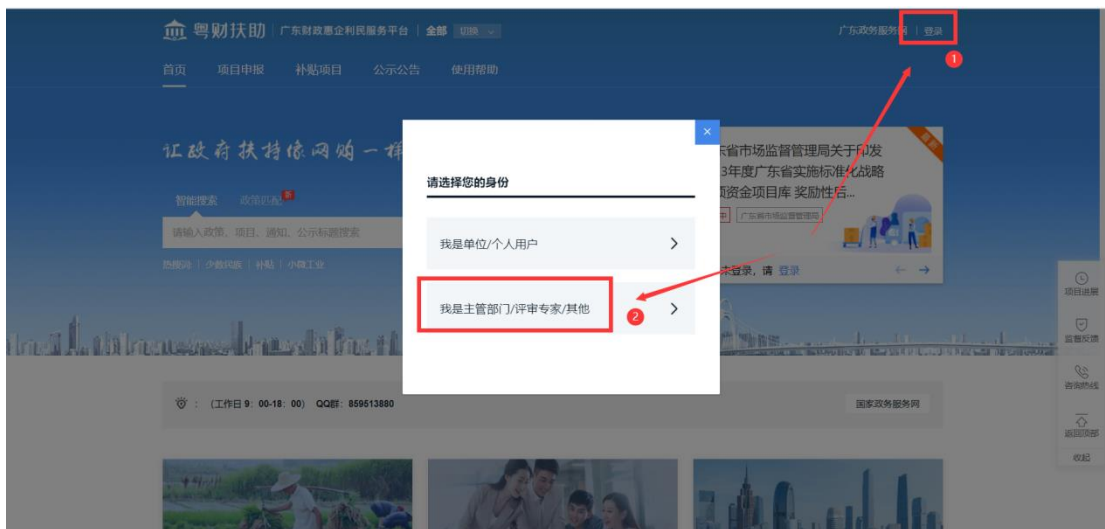 粤财扶助 广东财政惠企利民服务平台 全部 切换
广东政务服务网 登录
1
首页 项目申报 补贴项目 公示公告 使用帮助
让政府扶持像网购一样
请选择您的身份
我是单位/个人用户
我是主管部门/评审专家/其他
2
智能搜索 政策匹配
请输入政策、项目、通知、公示标题搜索
热搜词 少数民族 补贴 小微工业
东省市场监督管理局关于印发
3年度广东省实施标准化战略
项资金项目库 奖励性后...
中 广东省市场监督管理局
未登录，请 登录
项目进展
监督反馈
咨询热线
返回顶部
收起
： （工作日 9：00-18：00） QQ群：859513880
国家政务服务网